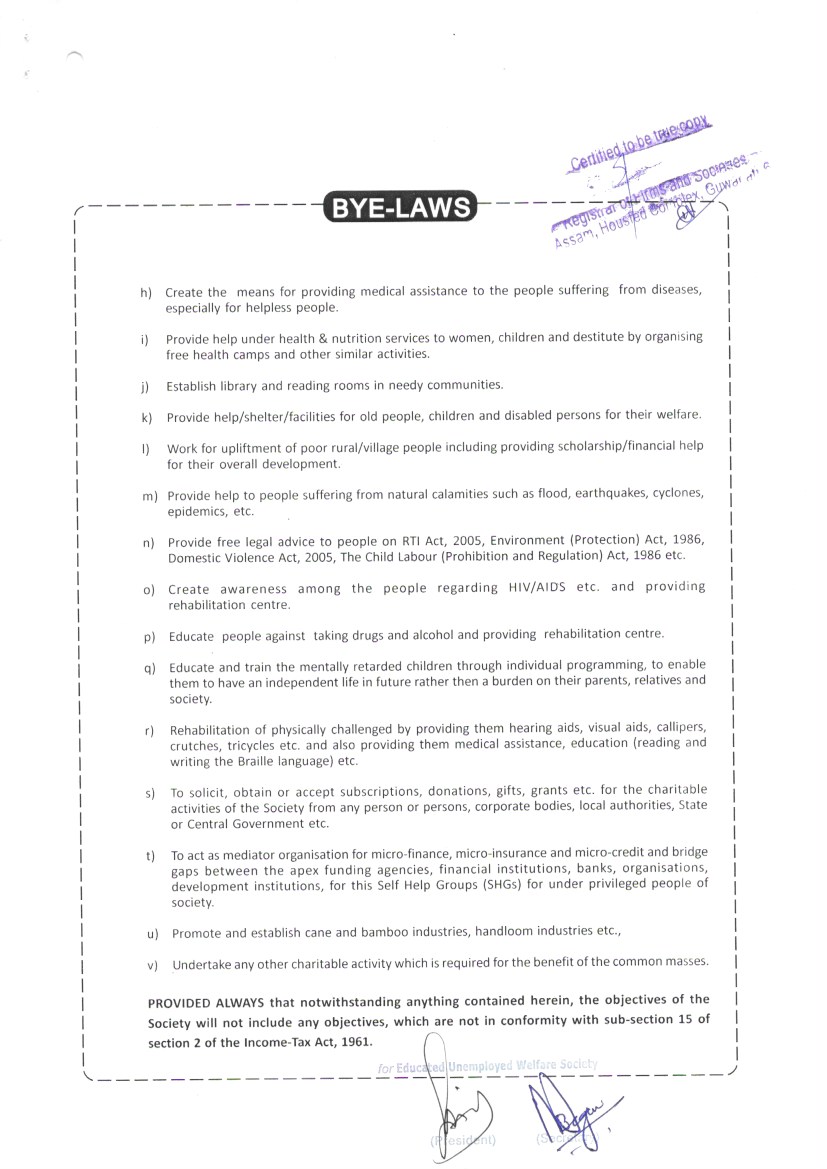 Certified to be true copy
Registrar of Firms and Societies
Assam, Housfed Complex, Guwahati-6
BYE-LAWS
h) Create the means for providing medical assistance to the people suffering from diseases,
especially for helpless people.
i) Provide help under health & nutrition services to women, children and destitute by organising
free health camps and other similar activities.
j) Establish library and reading rooms in needy communities.
k) Provide help/shelter/facilities for old people, children and disabled persons for their welfare.
l) Work for upliftment of poor rural/village people including providing scholarship/financial help
for their overall development.
m) Provide help to people suffering from natural calamities such as flood, earthquakes, cyclones,
epidemics, etc.
n) Provide free legal advice to people on RTI Act, 2005, Environment (Protection) Act, 1986,
Domestic Violence Act, 2005, The Child Labour (Prohibition and Regulation) Act, 1986 etc.
o) Create awareness among the people regarding HIV/AIDS etc. and providing
rehabilitation centre.
p) Educate people against taking drugs and alcohol and providing rehabilitation centre.
q) Educate and train the mentally retarded children through individual programming, to enable
them to have an independent life in future rather then a burden on their parents, relatives and
society.
r) Rehabilitation of physically challenged by providing them hearing aids, visual aids, callipers,
crutches, tricycles etc. and also providing them medical assistance, education (reading and
writing the Braille language) etc.
s) To solicit, obtain or accept subscriptions, donations, gifts, grants etc. for the charitable
activities of the Society from any person or persons, corporate bodies, local authorities, State
or Central Government etc.
t) To act as mediator organisation for micro-finance, micro-insurance and micro-credit and bridge
gaps between the apex funding agencies, financial institutions, banks, organisations,
development institutions, for this Self Help Groups (SHGs) for under privileged people of
society.
u) Promote and establish cane and bamboo industries, handloom industries etc.,
v) Undertake any other charitable activity which is required for the benefit of the common masses.
PROVIDED ALWAYS that notwithstanding anything contained herein, the objectives of the
Society will not include any objectives, which are not in conformity with sub-section 15 of
section 2 of the Income-Tax Act, 1961.
for Educated Unemployed Welfare Society
(President) (Secretary)